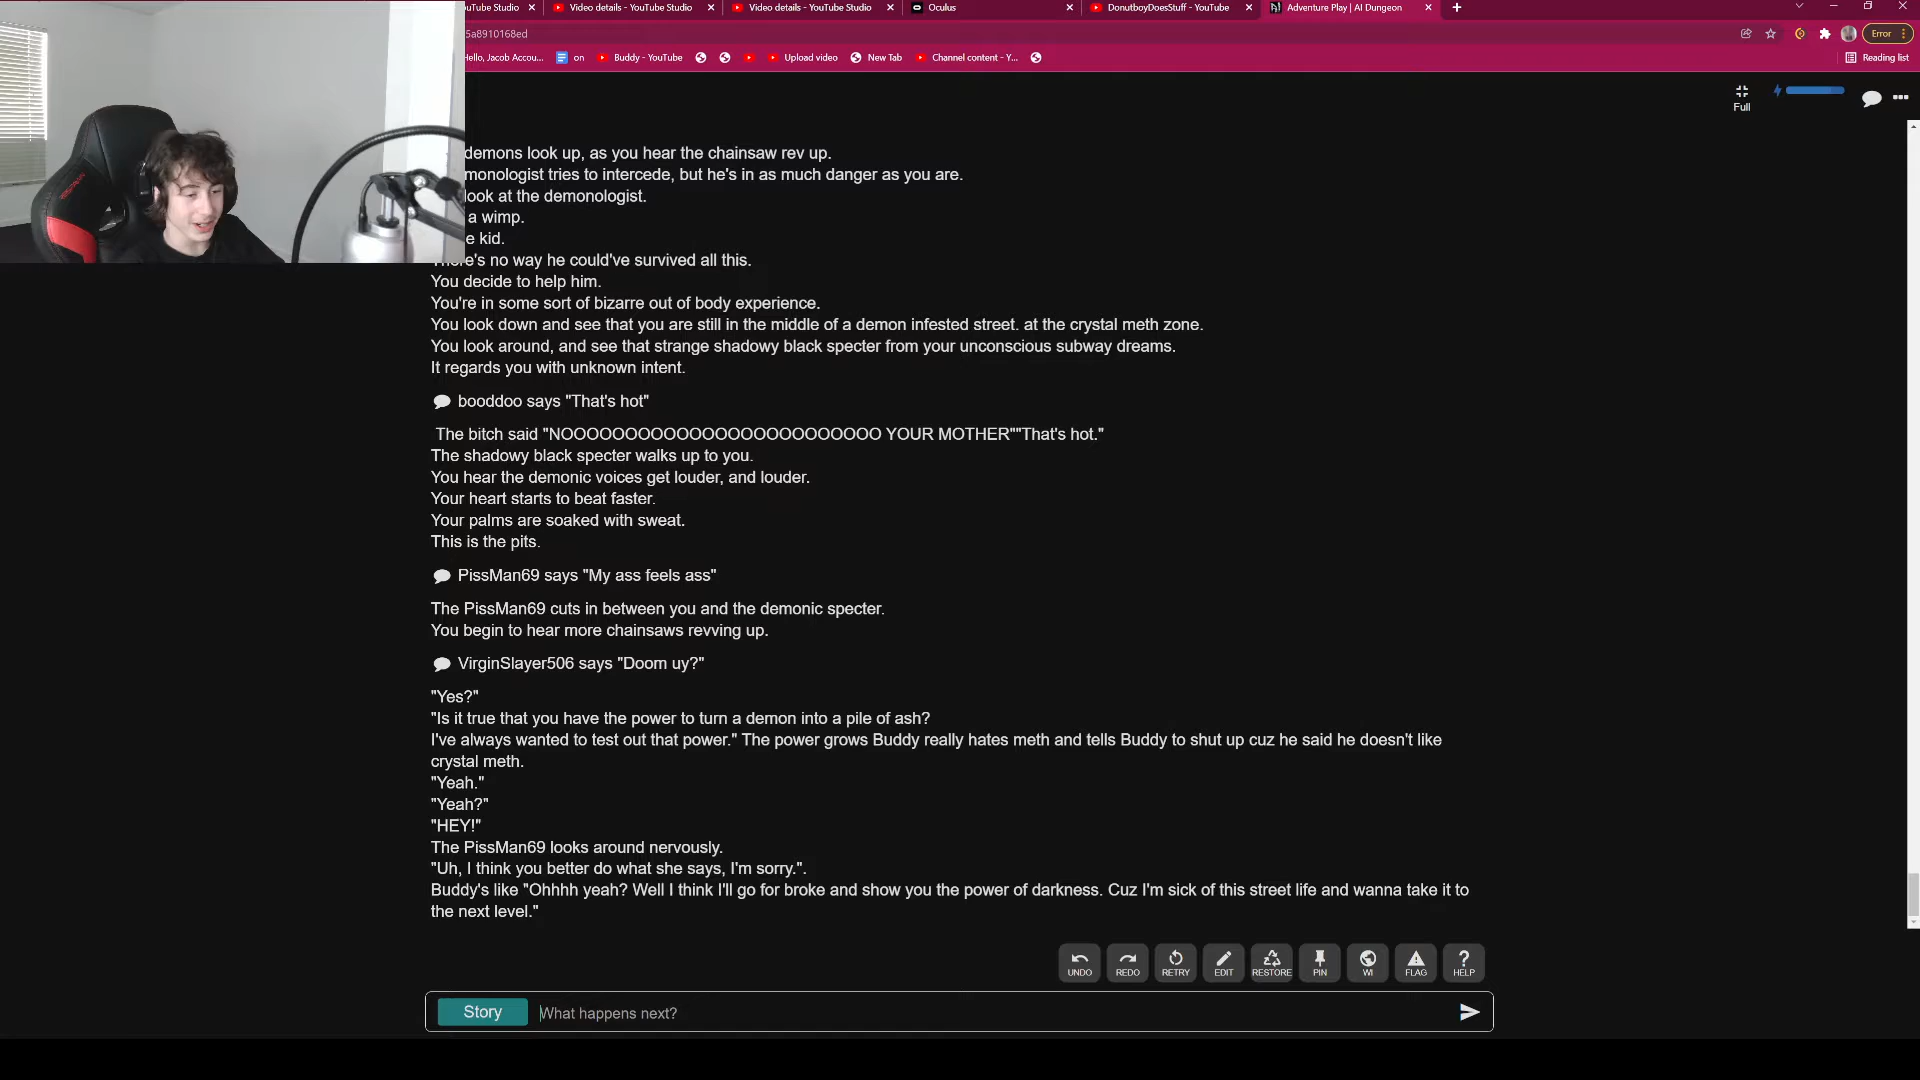 ouTube Studio
Video details - YouTube Studio
Video details - YouTube Studio
Oculus
DonutboyDoesStuff - YouTube
Adventure Play | AI Dungeon
5a8910168ed
Error
Hello, Jacob Accou...
on
Buddy - YouTube
Upload video
New Tab
Channel content - Y...
Reading list
Full
demons look up, as you hear the chainsaw rev up.
monologist tries to intercede, but he's in as much danger as you are.
look at the demonologist.
a wimp.
e kid.
There's no way he could've survived all this.
You decide to help him.
You're in some sort of bizarre out of body experience.
You look down and see that you are still in the middle of a demon infested street. at the crystal meth zone.
You look around, and see that strange shadowy black specter from your unconscious subway dreams.
It regards you with unknown intent.
booddoo says "That's hot"
The bitch said "NOOOOOOOOOOOOOOOOOOOOOOOOO YOUR MOTHER""That's hot."
The shadowy black specter walks up to you.
You hear the demonic voices get louder, and louder.
Your heart starts to beat faster.
Your palms are soaked with sweat.
This is the pits.
PissMan69 says "My ass feels ass"
The PissMan69 cuts in between you and the demonic specter.
You begin to hear more chainsaws revving up.
VirginSlayer506 says "Doom uy?"
"Yes?"
"Is it true that you have the power to turn a demon into a pile of ash?
I've always wanted to test out that power." The power grows Buddy really hates meth and tells Buddy to shut up cuz he said he doesn't like
crystal meth.
"Yeah."
"Yeah?"
"HEY!"
The PissMan69 looks around nervously.
"Uh, I think you better do what she says, I'm sorry.".
Buddy's like "Ohhhh yeah? Well I think I'll go for broke and show you the power of darkness. Cuz I'm sick of this street life and wanna take it to
the next level."
UNDO
REDO
RETRY
EDIT
RESTORE
PIN
WI
FLAG
HELP
Story
What happens next?